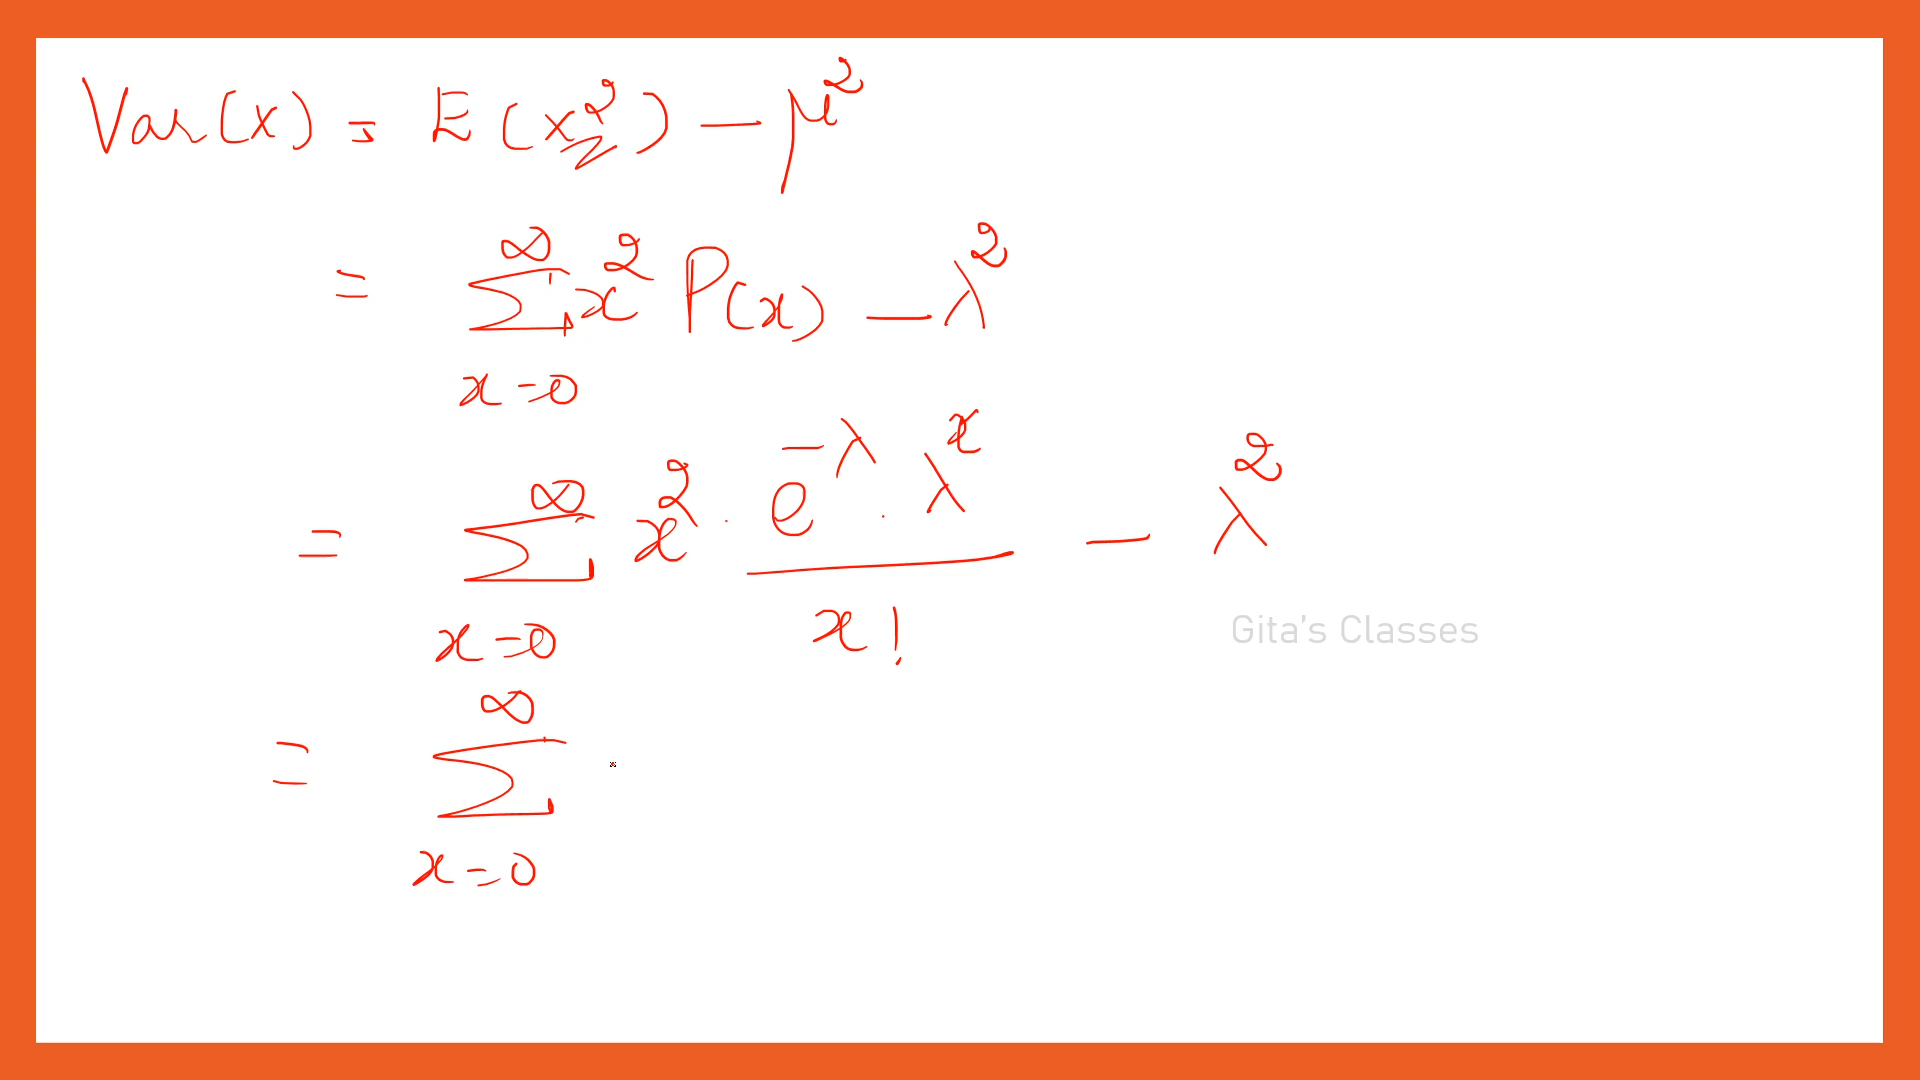 Var(X) = E(X²) − μ²
= ∞ ∑ x=0 x² P(x) − λ²
= ∞ ∑ x=0 x² · e^−λ · λ^x / x! − λ²
Gita's Classes
= ∞ ∑ x=0